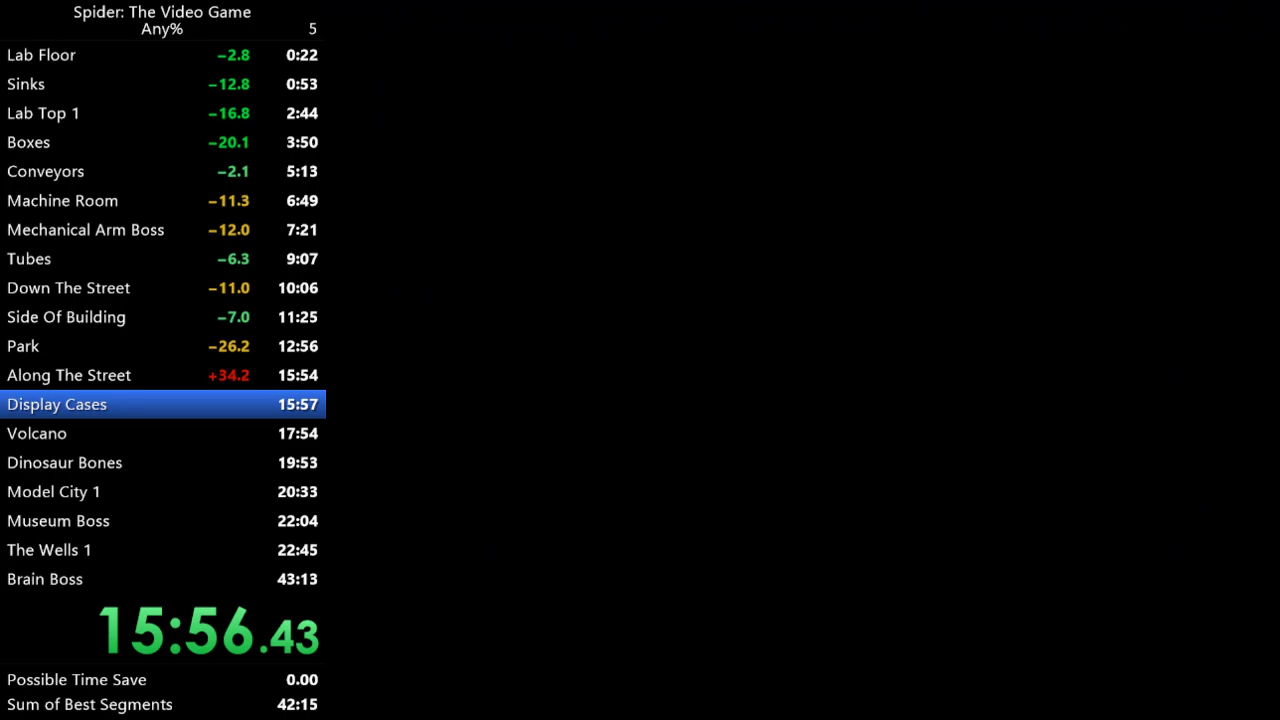 Spider: The Video Game
Any% 5
Lab Floor −2.8 0:22
Sinks −12.8 0:53
Lab Top 1 −16.8 2:44
Boxes −20.1 3:50
Conveyors −2.1 5:13
Machine Room −11.3 6:49
Mechanical Arm Boss −12.0 7:21
Tubes −6.3 9:07
Down The Street −11.0 10:06
Side Of Building −7.0 11:25
Park −26.2 12:56
Along The Street +34.2 15:54
Display Cases 15:57
Volcano 17:54
Dinosaur Bones 19:53
Model City 1 20:33
Museum Boss 22:04
The Wells 1 22:45
Brain Boss 43:13
15:56.43
Possible Time Save 0.00
Sum of Best Segments 42:15